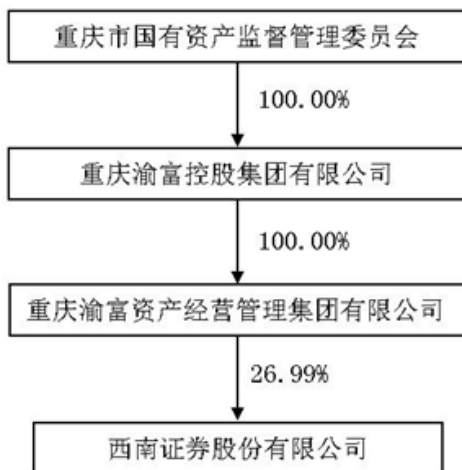 重庆市国有资产监督管理委员会
100.00%
重庆渝富控股集团有限公司
100.00%
重庆渝富资产经营管理集团有限公司
26.99%
西南证券股份有限公司